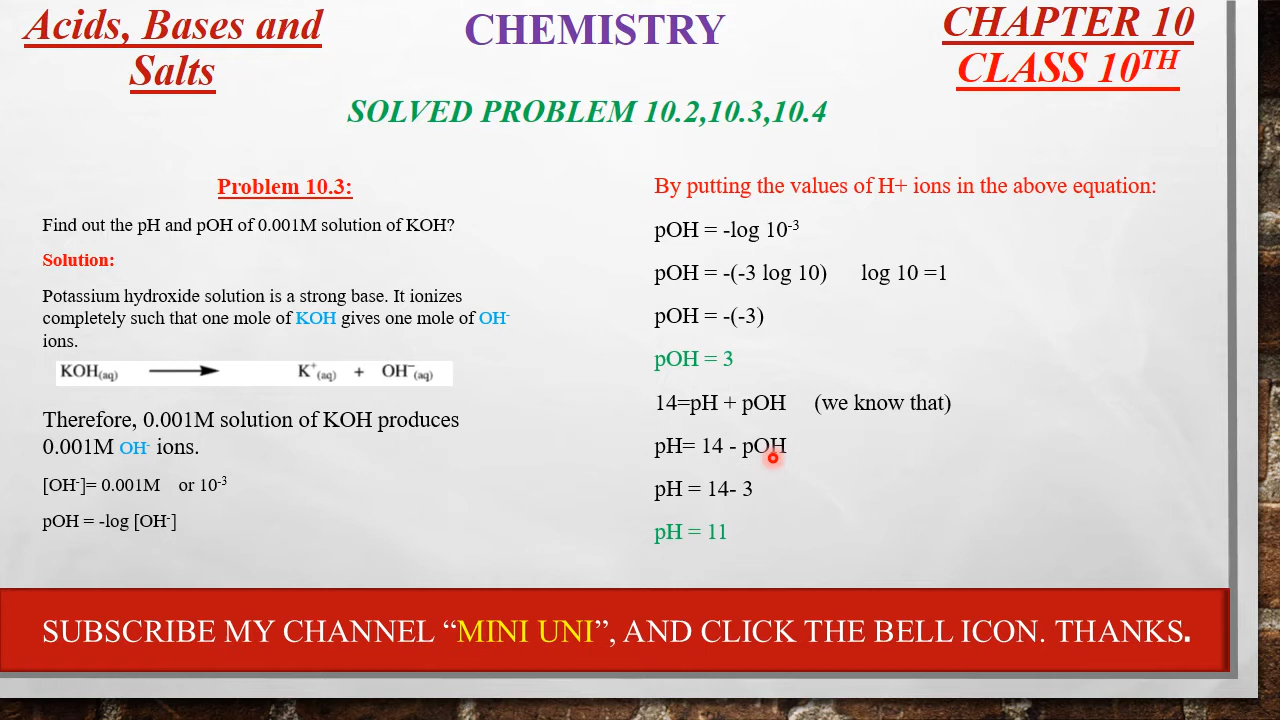 Acids, Bases and
Salts
CHEMISTRY
CHAPTER 10
CLASS 10TH
SOLVED PROBLEM 10.2,10.3,10.4
Problem 10.3:
Find out the pH and pOH of 0.001M solution of KOH?
Solution:
Potassium hydroxide solution is a strong base. It ionizes
completely such that one mole of KOH gives one mole of OH⁻
ions.
KOH(aq) ⟶ K⁺(aq) + OH⁻(aq)
Therefore, 0.001M solution of KOH produces
0.001M OH⁻ ions.
[OH⁻]= 0.001M or 10⁻³
pOH = -log [OH⁻]
By putting the values of H+ ions in the above equation:
pOH = -log 10⁻³
pOH = -(-3 log 10) log 10 =1
pOH = -(-3)
pOH = 3
14=pH + pOH (we know that)
pH= 14 - pOH
pH = 14- 3
pH = 11
SUBSCRIBE MY CHANNEL “MINI UNI”, AND CLICK THE BELL ICON. THANKS.